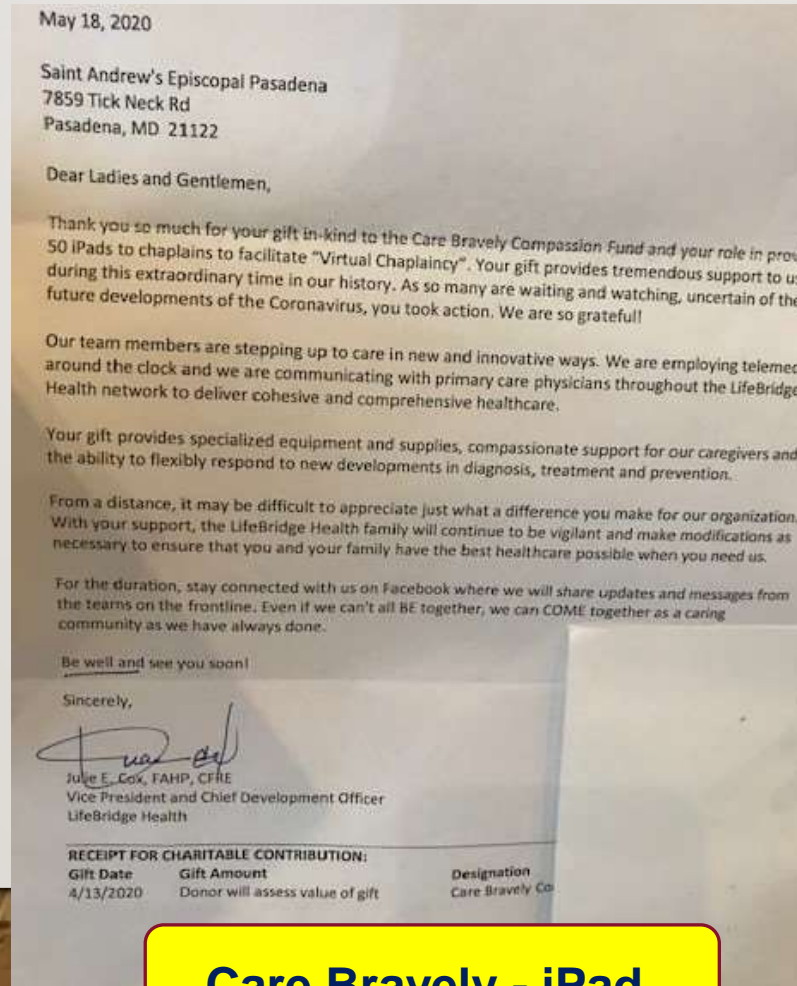 May 18, 2020
Saint Andrew's Episcopal Pasadena
7859 Tick Neck Rd
Pasadena, MD 21122
Dear Ladies and Gentlemen,
Thank you so much for your gift in-kind to the Care Bravely Compassion Fund and your role in prov
50 iPads to chaplains to facilitate "Virtual Chaplaincy". Your gift provides tremendous support to us
during this extraordinary time in our history. As so many are waiting and watching, uncertain of the
future developments of the Coronavirus, you took action. We are so grateful!
Our team members are stepping up to care in new and innovative ways. We are employing telemed
around the clock and we are communicating with primary care physicians throughout the LifeBridge
Health network to deliver cohesive and comprehensive healthcare.
Your gift provides specialized equipment and supplies, compassionate support for our caregivers and
the ability to flexibly respond to new developments in diagnosis, treatment and prevention.
From a distance, it may be difficult to appreciate just what a difference you make for our organization.
With your support, the LifeBridge Health family will continue to be vigilant and make modifications as
necessary to ensure that you and your family have the best healthcare possible when you need us.
For the duration, stay connected with us on Facebook where we will share updates and messages from
the teams on the frontline. Even if we can't all BE together, we can COME together as a caring
community as we have always done.
Be well and see you soon!
Sincerely,
Julie E. Cox, FAHP, CFRE
Vice President and Chief Development Officer
LifeBridge Health
RECEIPT FOR CHARITABLE CONTRIBUTION:
Gift Date Gift Amount Designation
4/13/2020 Donor will assess value of gift Care Bravely Co
Care Bravely - iPad